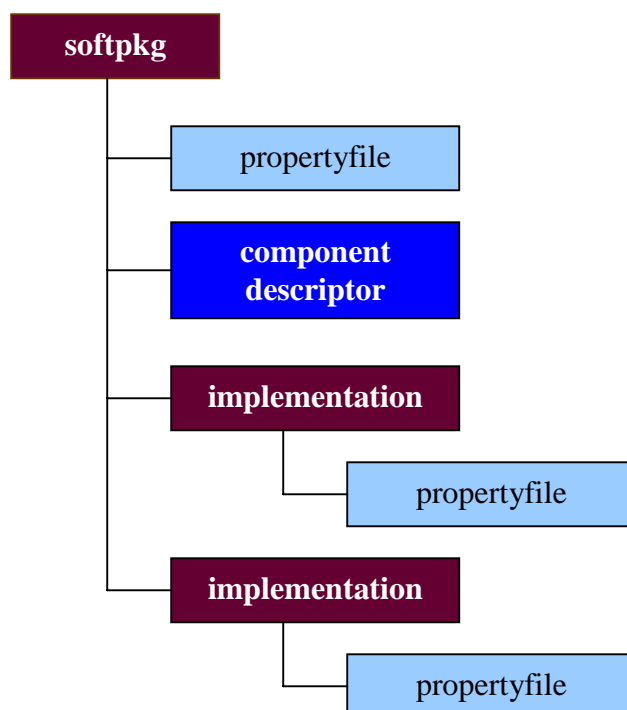 softpkg
propertyfile
component
descriptor
implementation
propertyfile
implementation
propertyfile